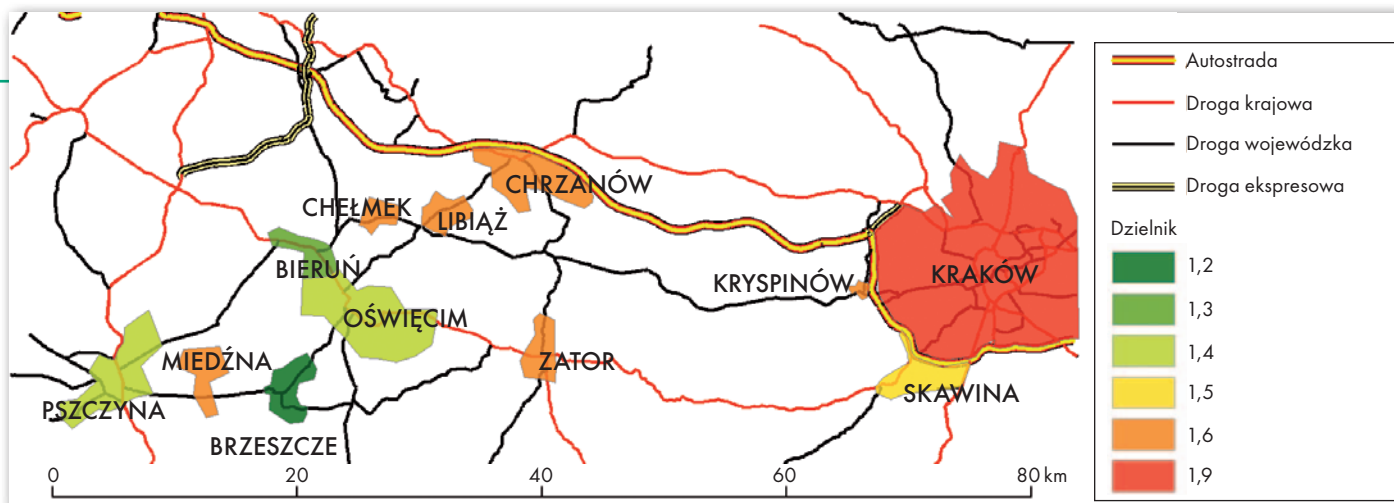 CHRZANÓW
CHEŁMEK
LIBIĄŻ
BIERUŃ
KRYSPINÓW
KRAKÓW
OŚWIĘCIM
MIEDŹNA
ZATOR
SKAWINA
PSZCZYNA
BRZESZCZE
0 20 40 60 80 km
Autostrada
Droga krajowa
Droga wojewódzka
Droga ekspresowa
Dzielnik
1,2
1,3
1,4
1,5
1,6
1,9